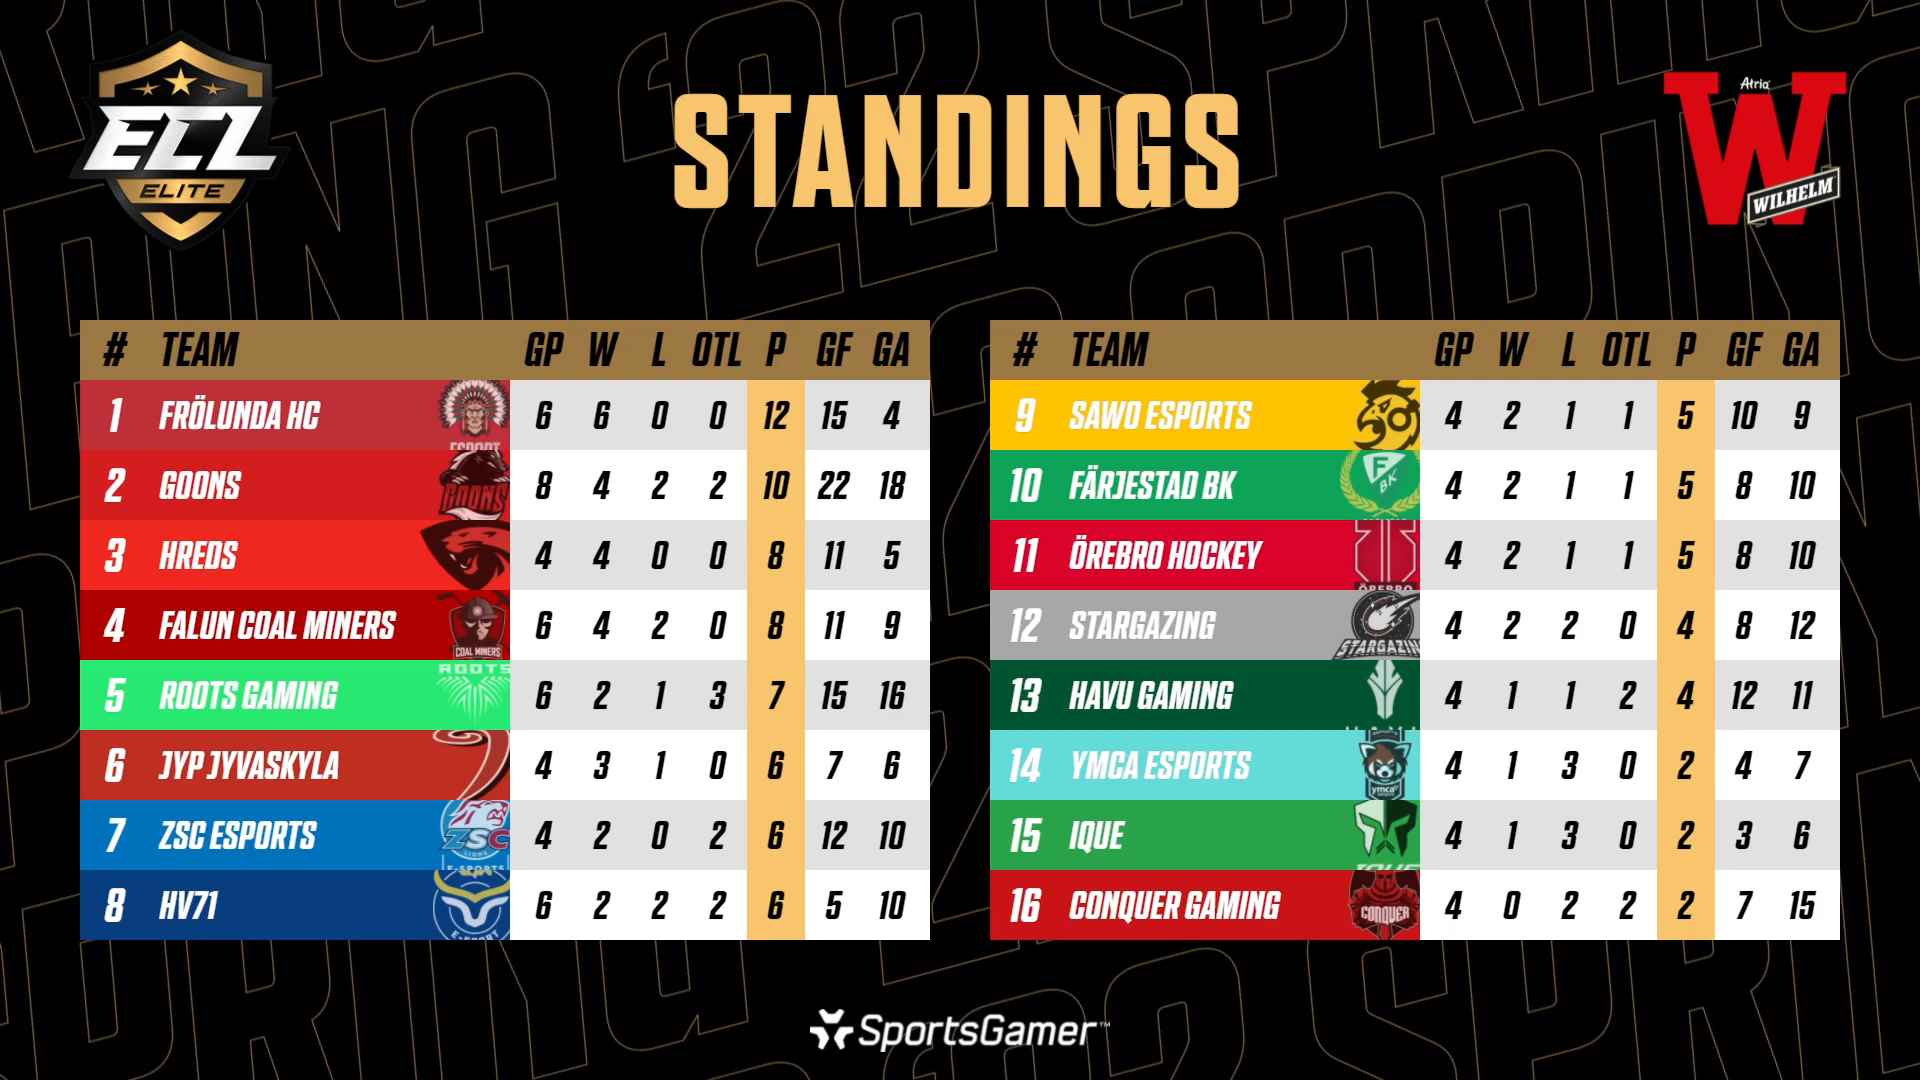 ECL
ELITE
STANDINGS
Atria
W
WILHELM
# TEAM GP W L OTL P GF GA
1 FRÖLUNDA HC 6 6 0 0 12 15 4
2 GOONS 8 4 2 2 10 22 18
3 HREDS 4 4 0 0 8 11 5
4 FALUN COAL MINERS 6 4 2 0 8 11 9
5 ROOTS GAMING 6 2 1 3 7 15 16
6 JYP JYVASKYLA 4 3 1 0 6 7 6
7 ZSC ESPORTS 4 2 0 2 6 12 10
8 HV71 6 2 2 2 6 5 10
# TEAM GP W L OTL P GF GA
9 SAWO ESPORTS 4 2 1 1 5 10 9
10 FÄRJESTAD BK 4 2 1 1 5 8 10
11 ÖREBRO HOCKEY 4 2 1 1 5 8 10
12 STARGAZING 4 2 2 0 4 8 12
13 HAVU GAMING 4 1 1 2 4 12 11
14 YMCA ESPORTS 4 1 3 0 2 4 7
15 IQUE 4 1 3 0 2 3 6
16 CONQUER GAMING 4 0 2 2 2 7 15
SportsGamer™